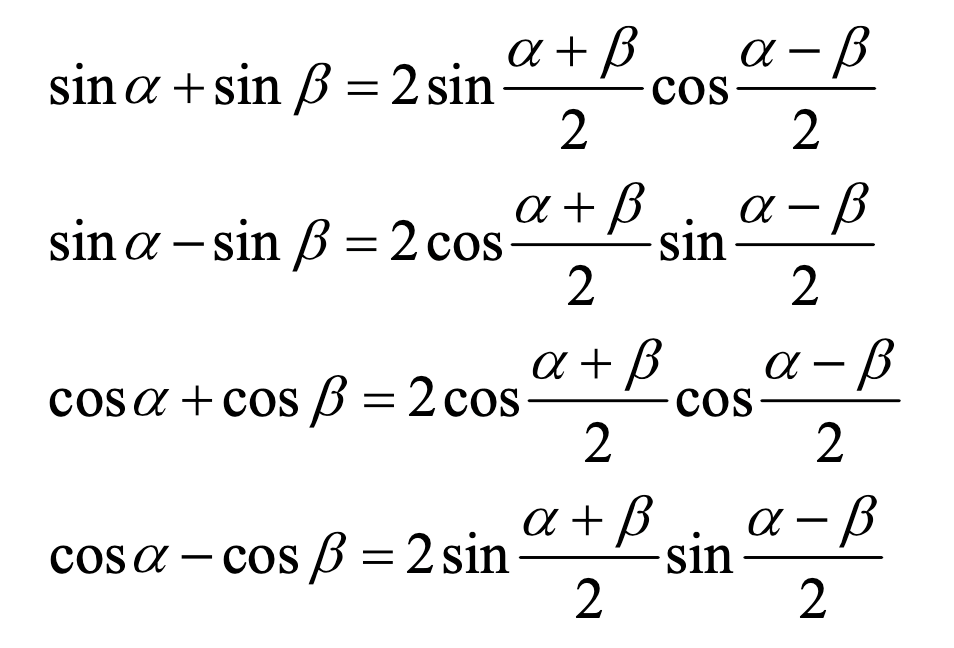 sin α + sin β = 2 sin (α + β)/2 cos (α − β)/2
sin α − sin β = 2 cos (α + β)/2 sin (α − β)/2
cos α + cos β = 2 cos (α + β)/2 cos (α − β)/2
cos α − cos β = 2 sin (α + β)/2 sin (α − β)/2